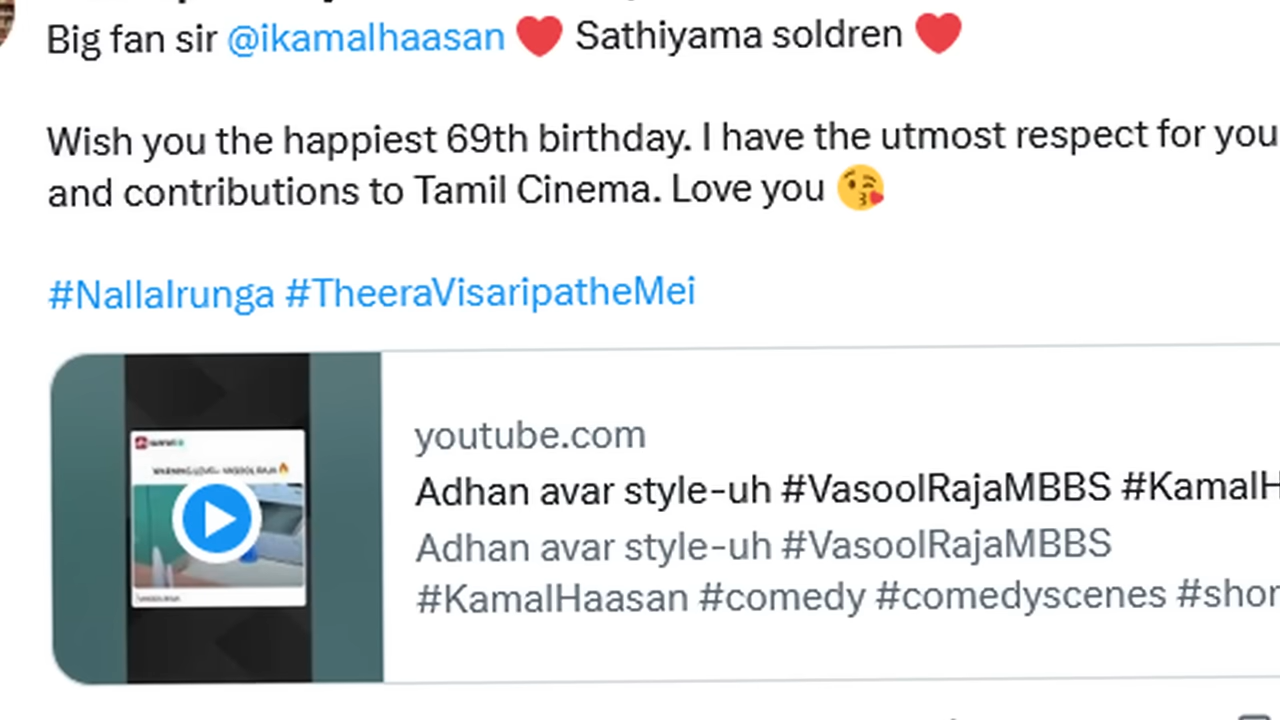 Big fan sir @ikamalhaasan ❤️ Sathiyama soldren ❤️
Wish you the happiest 69th birthday. I have the utmost respect for you
and contributions to Tamil Cinema. Love you 😘
#NallaIrunga #TheeraVisaripatheMei
youtube.com
Adhan avar style-uh #VasoolRajaMBBS #KamalH
Adhan avar style-uh #VasoolRajaMBBS
#KamalHaasan #comedy #comedyscenes #shor